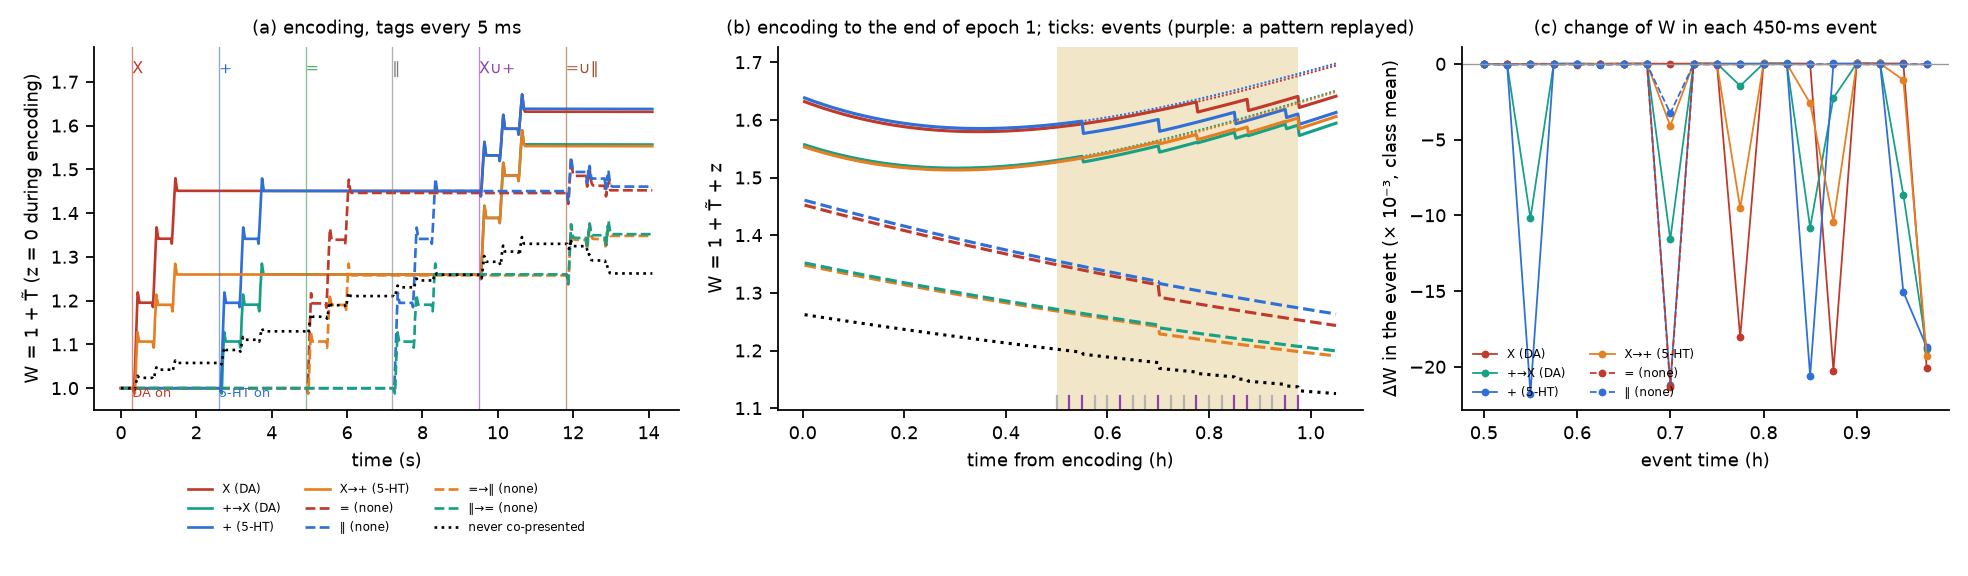 (a) encoding, tags every 5 ms
W = 1 + T̃ (z = 0 during encoding)
1.7
1.6
1.5
1.4
1.3
1.2
1.1
1.0
X
+
=
∥
X∪+
=∪∥
DA on
5-HT on
0
2
4
6
8
10
12
14
time (s)
X (DA)
+→X (DA)
+ (5-HT)
X→+ (5-HT)
= (none)
∥ (none)
=→∥ (none)
∥→= (none)
never co-presented
(b) encoding to the end of epoch 1; ticks: events (purple: a pattern replayed)
W = 1 + T̃ + z
1.7
1.6
1.5
1.4
1.3
1.2
1.1
0.0
0.2
0.4
0.6
0.8
1.0
time from encoding (h)
(c) change of W in each 450-ms event
ΔW in the event (× 10⁻³, class mean)
0
−5
−10
−15
−20
X (DA)
+→X (DA)
+ (5-HT)
X→+ (5-HT)
= (none)
∥ (none)
0.5
0.6
0.7
0.8
0.9
event time (h)